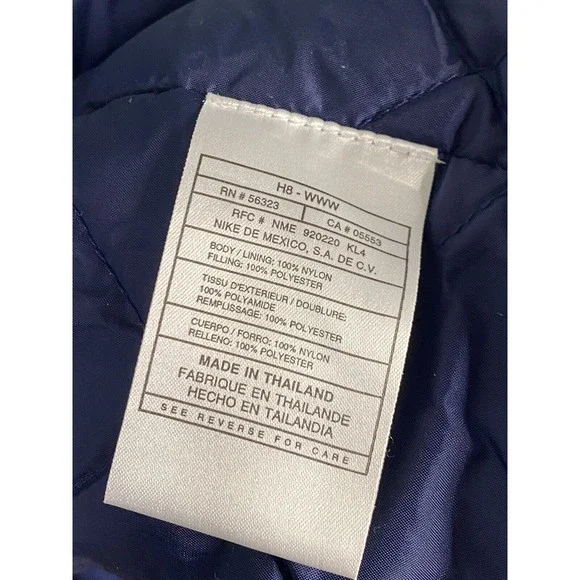 H8 - WWW
RN # 56323 CA # 05553
RFC # NME 920220 KL4
NIKE DE MEXICO, S.A. DE C.V.
BODY / LINING: 100% NYLON
FILLING: 100% POLYESTER
TISSU D'EXTERIEUR / DOUBLURE:
100% POLYAMIDE
REMPLISSAGE: 100% POLYESTER
CUERPO / FORRO: 100% NYLON
RELLENO: 100% POLYESTER
MADE IN THAILAND
FABRIQUE EN THAILANDE
HECHO EN TAILANDIA
SEE REVERSE FOR CARE